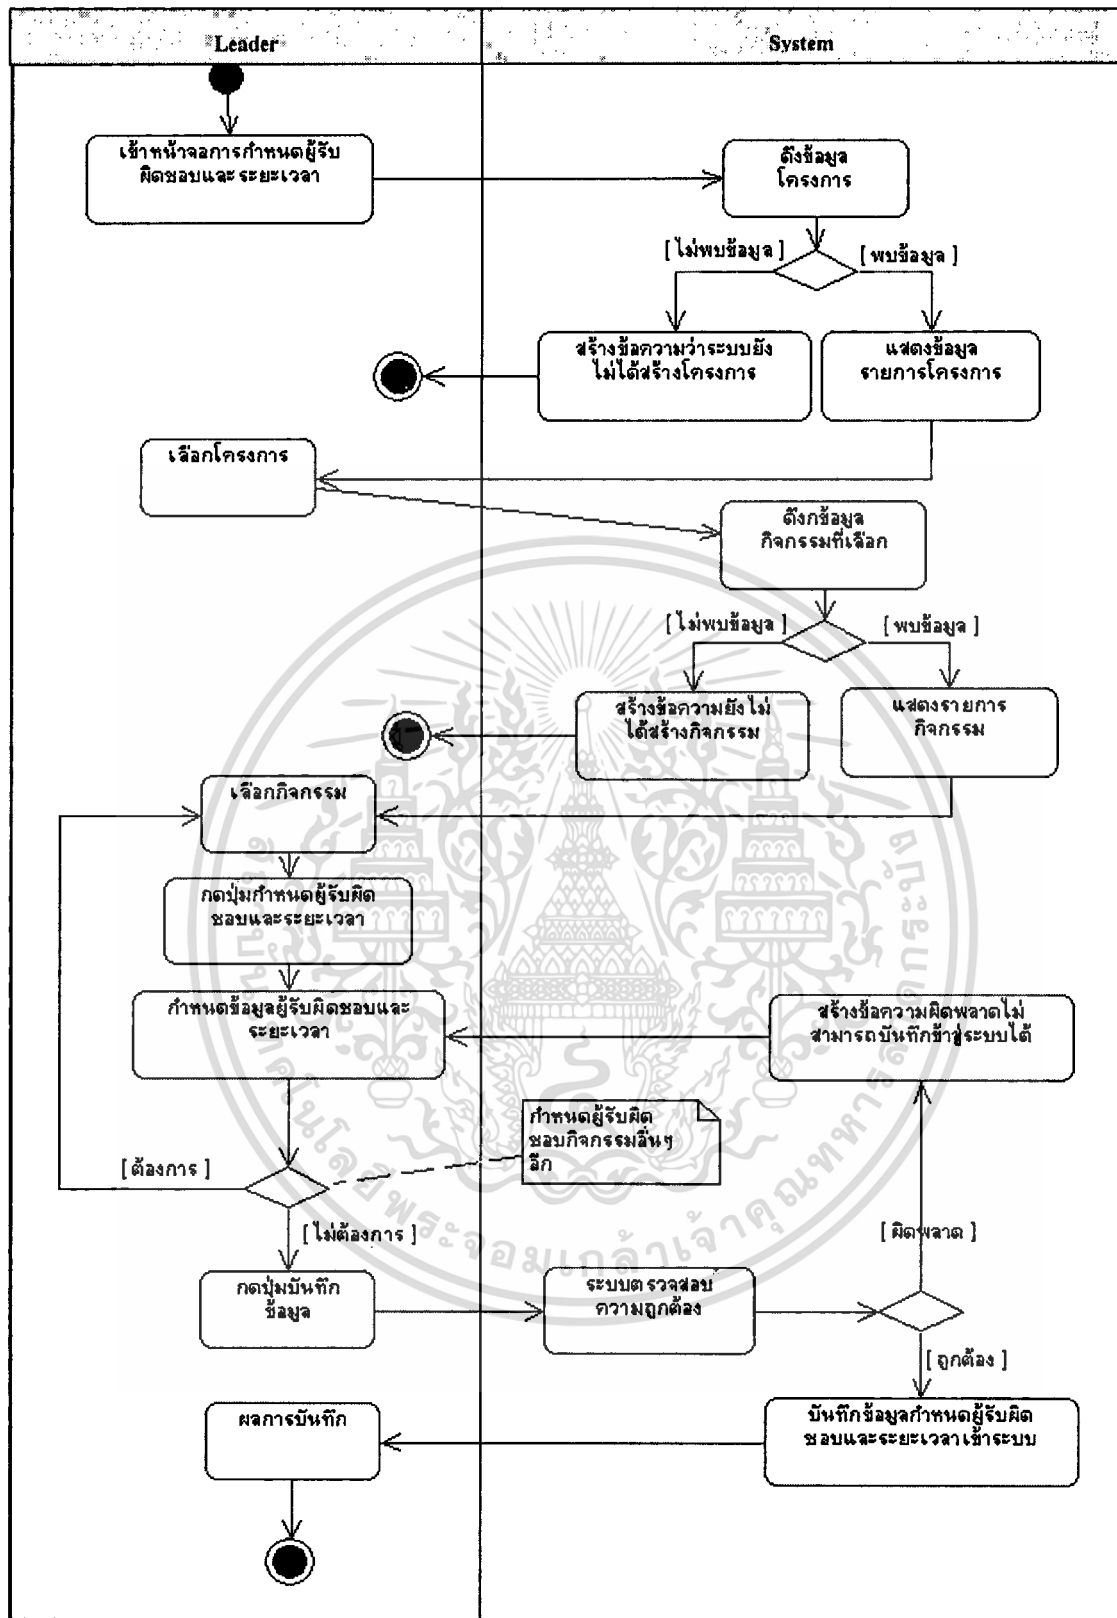 Leader
System
เข้าหน้าจอการกำหนดผู้รับ
ผิดชอบและระยะเวลา
ดึงข้อมูล
โครงการ
[ ไม่พบข้อมูล ]
[ พบข้อมูล ]
สร้างข้อความว่าระบบยัง
ไม่ได้สร้างโครงการ
แสดงข้อมูล
รายการโครงการ
เลือกโครงการ
ดึงกข้อมูล
กิจกรรมที่เลือก
[ ไม่พบข้อมูล ]
[ พบข้อมูล ]
สร้างข้อความยังไม่
ได้สร้างกิจกรรม
แสดงรายการ
กิจกรรม
เลือกกิจกรรม
กดปุ่มกำหนดผู้รับผิด
ชอบและระยะเวลา
กำหนดข้อมูลผู้รับผิดชอบและ
ระยะเวลา
สร้างข้อความผิดพลาดไม่
สามารถบันทึกข้าสู่ระบบได้
กำหนดผู้รับผิด
ชอบกิจกรรมอื่นๆ
อีก
[ ต้องการ ]
[ ไม่ต้องการ ]
[ ผิดพลาด ]
กดปุ่มบันทึก
ข้อมูล
ระบบตรวจสอบ
ความถูกต้อง
[ ถูกต้อง ]
ผลการบันทึก
บันทึกข้อมูลกำหนดผู้รับผิด
ชอบและระยะเวลาเข้าระบบ